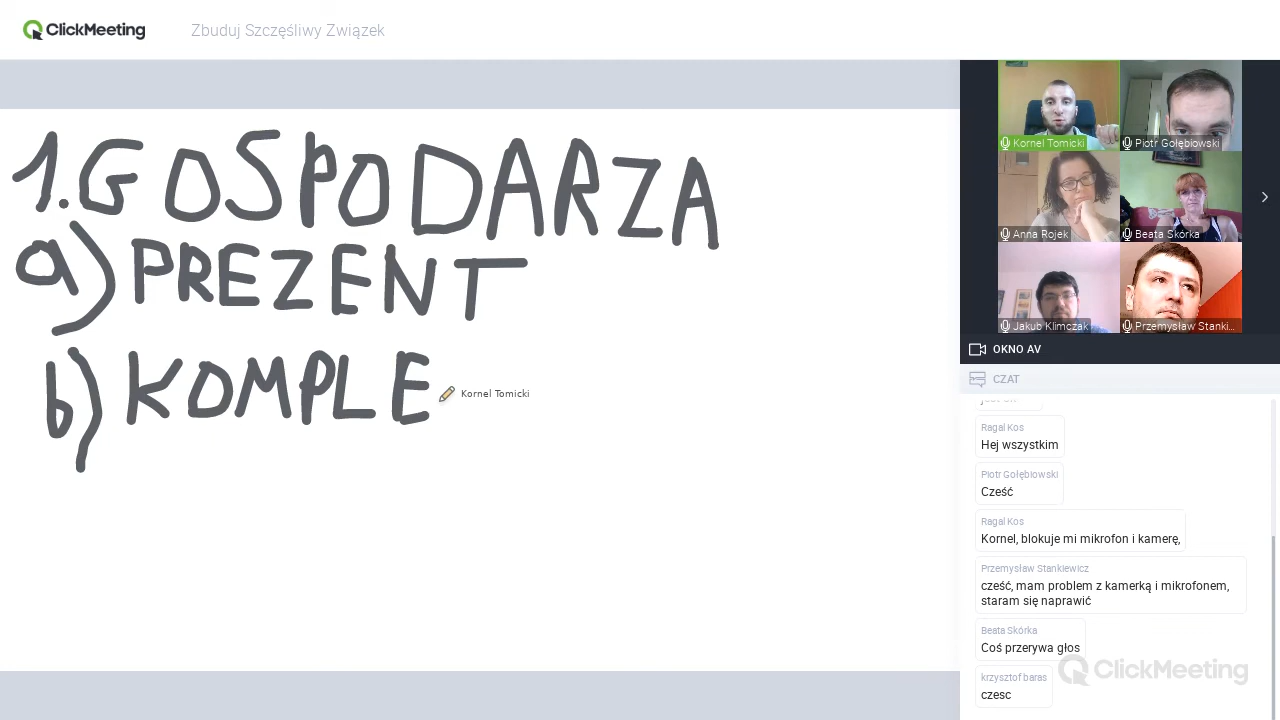 ClickMeeting
Zbuduj Szczęśliwy Związek
1. GOSPODARZA
a) PREZENT
b) KOMPLE
Kornel Tomicki
Kornel Tomicki
Piotr Gołębiowski
Anna Rojek
Beata Skórka
Jakub Klimczak
Przemysław Stanki...
OKNO AV
CZAT
Ragal Kos
Hej wszystkim
Piotr Gołębiowski
Cześć
Ragal Kos
Kornel, blokuje mi mikrofon i kamerę,
Przemysław Stankiewicz
cześć, mam problem z kamerką i mikrofonem,
staram się naprawić
Beata Skórka
Coś przerywa głos
krzysztof baras
czesc
ClickMeeting